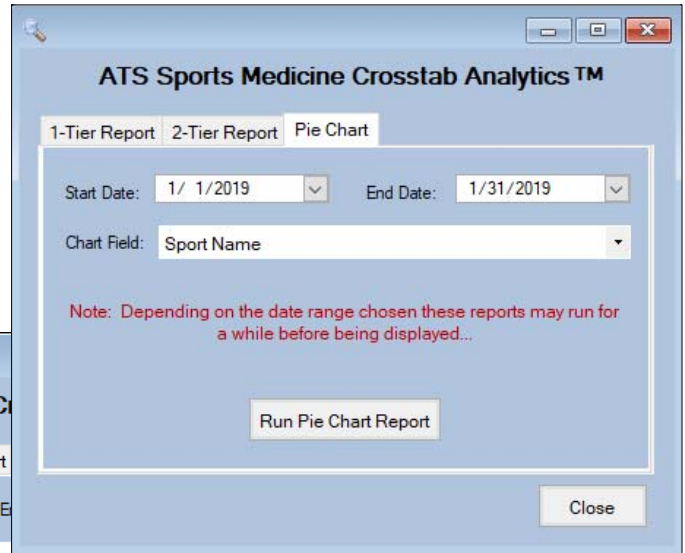 ATS Sports Medicine Crosstab Analytics ™
1-Tier Report 2-Tier Report Pie Chart
Start Date: 1/ 1/2019 End Date: 1/31/2019
Chart Field: Sport Name
Note: Depending on the date range chosen these reports may run for
a while before being displayed...
Run Pie Chart Report
Close